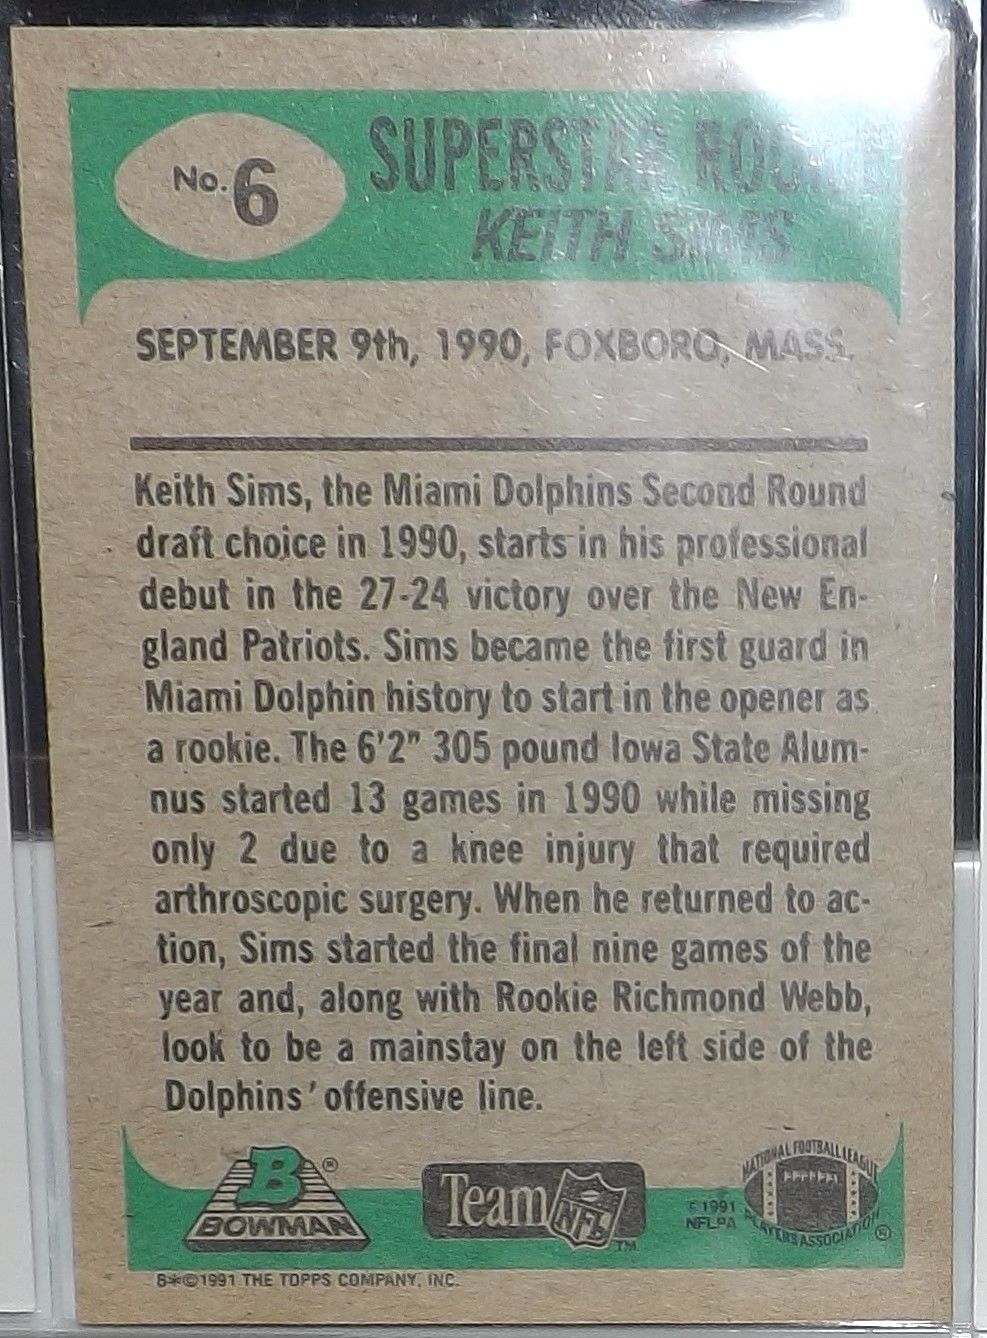 No. 6
SUPERSTAR ROOKIE
KEITH SIMS
SEPTEMBER 9th, 1990, FOXBORO, MASS.
Keith Sims, the Miami Dolphins Second Round
draft choice in 1990, starts in his professional
debut in the 27-24 victory over the New En-
gland Patriots. Sims became the first guard in
Miami Dolphin history to start in the opener as
a rookie. The 6'2" 305 pound Iowa State Alum-
nus started 13 games in 1990 while missing
only 2 due to a knee injury that required
arthroscopic surgery. When he returned to ac-
tion, Sims started the final nine games of the
year and, along with Rookie Richmond Webb,
look to be a mainstay on the left side of the
Dolphins' offensive line.
B®
BOWMAN
Team NFL™
© 1991
NFLPA
NATIONAL FOOTBALL LEAGUE
PLAYERS ASSOCIATION ®
B*©1991 THE TOPPS COMPANY, INC.